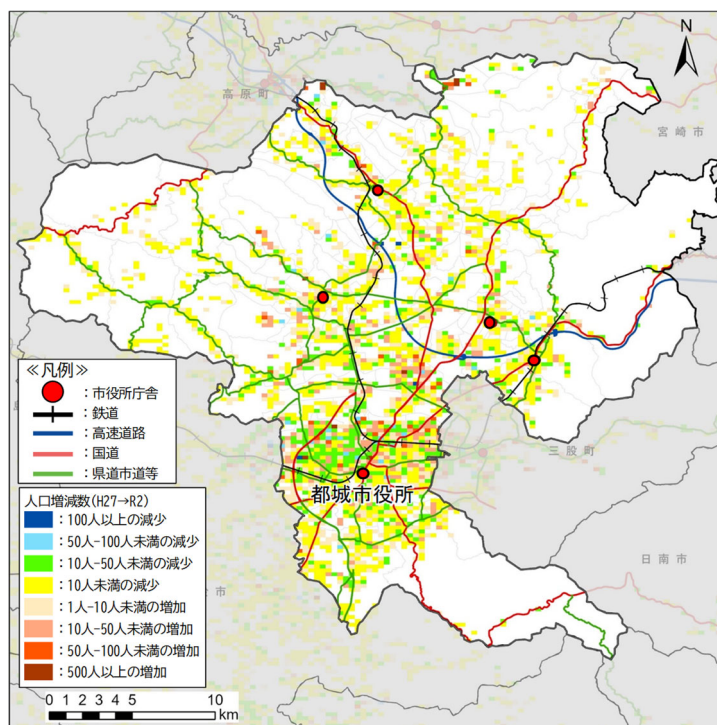 N
高原町
宮崎市
≪凡例≫
：市役所庁舎
：鉄道
：高速道路
：国道
：県道市道等
三股町
都城市役所
人口増減数(H27→R2)
：100人以上の減少
：50人-100人未満の減少
：10人-50人未満の減少
：10人未満の減少
：1人-10人未満の増加
：10人-50人未満の増加
：50人-100人未満の増加
：500人以上の増加
日南市
市
0 1 2 3 4 5 10
km